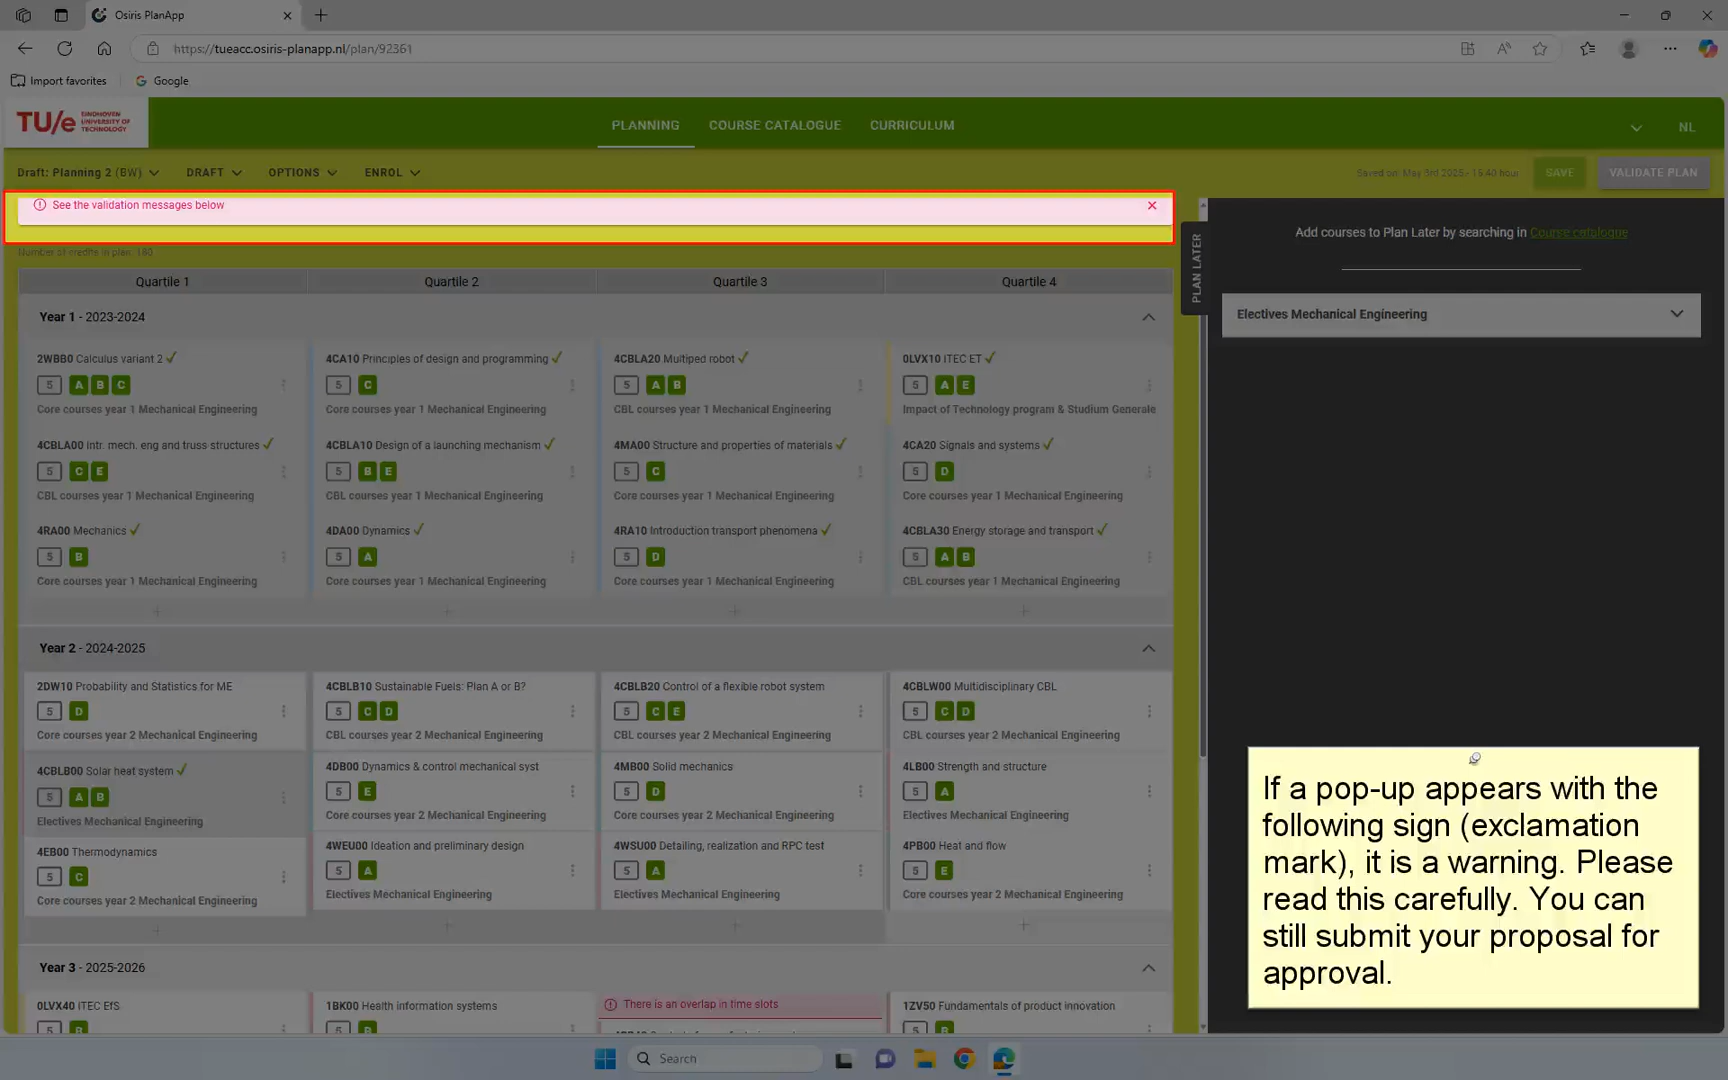 Osiris PlanApp
https://tueacc.osiris-planapp.nl/plan/92361
Import favorites
Google
TU/e EINDHOVEN UNIVERSITY OF TECHNOLOGY
PLANNING
COURSE CATALOGUE
CURRICULUM
NL
Draft: Planning 2 (BW)
DRAFT
OPTIONS
ENROL
Saved on: May 3rd 2025 - 15:40 hour
SAVE
VALIDATE PLAN
See the validation messages below
Number of credits in plan: 180
Quartile 1
Quartile 2
Quartile 3
Quartile 4
Year 1 - 2023-2024
2WBB0 Calculus variant 2
5 A B C
Core courses year 1 Mechanical Engineering
4CA10 Principles of design and programming
5 C
Core courses year 1 Mechanical Engineering
4CBLA20 Multiped robot
5 A B
CBL courses year 1 Mechanical Engineering
0LVX10 ITEC ET
5 A E
Impact of Technology program & Studium Generale
4CBLA00 Intr. mech. eng and truss structures
5 C E
CBL courses year 1 Mechanical Engineering
4CBLA10 Design of a launching mechanism
5 B E
CBL courses year 1 Mechanical Engineering
4MA00 Structure and properties of materials
5 C
Core courses year 1 Mechanical Engineering
4CA20 Signals and systems
5 D
Core courses year 1 Mechanical Engineering
4RA00 Mechanics
5 B
Core courses year 1 Mechanical Engineering
4DA00 Dynamics
5 A
Core courses year 1 Mechanical Engineering
4RA10 Introduction transport phenomena
5 D
Core courses year 1 Mechanical Engineering
4CBLA30 Energy storage and transport
5 A B
CBL courses year 1 Mechanical Engineering
Year 2 - 2024-2025
2DW10 Probability and Statistics for ME
5 D
Core courses year 2 Mechanical Engineering
4CBLB10 Sustainable Fuels: Plan A or B?
5 C D
CBL courses year 2 Mechanical Engineering
4CBLB20 Control of a flexible robot system
5 C E
CBL courses year 2 Mechanical Engineering
4CBLW00 Multidisciplinary CBL
5 C D
CBL courses year 2 Mechanical Engineering
4CBLB00 Solar heat system
5 A B
Electives Mechanical Engineering
4DB00 Dynamics & control mechanical syst
5 E
Core courses year 2 Mechanical Engineering
4MB00 Solid mechanics
5 D
Core courses year 2 Mechanical Engineering
4LB00 Strength and structure
5 A
Electives Mechanical Engineering
4EB00 Thermodynamics
5 C
Core courses year 2 Mechanical Engineering
4WEU00 Ideation and preliminary design
5 A
Electives Mechanical Engineering
4WSU00 Detailing, realization and RPC test
5 A
Electives Mechanical Engineering
4PB00 Heat and flow
5 E
Core courses year 2 Mechanical Engineering
Year 3 - 2025-2026
0LVX40 ITEC EfS
5 B
1BK00 Health information systems
5 B
There is an overlap in time slots
1ZV50 Fundamentals of product innovation
5 B
PLAN LATER
Add courses to Plan Later by searching in Course catalogue
Electives Mechanical Engineering
If a pop-up appears with the
following sign (exclamation
mark), it is a warning. Please
read this carefully. You can
still submit your proposal for
approval.
Search